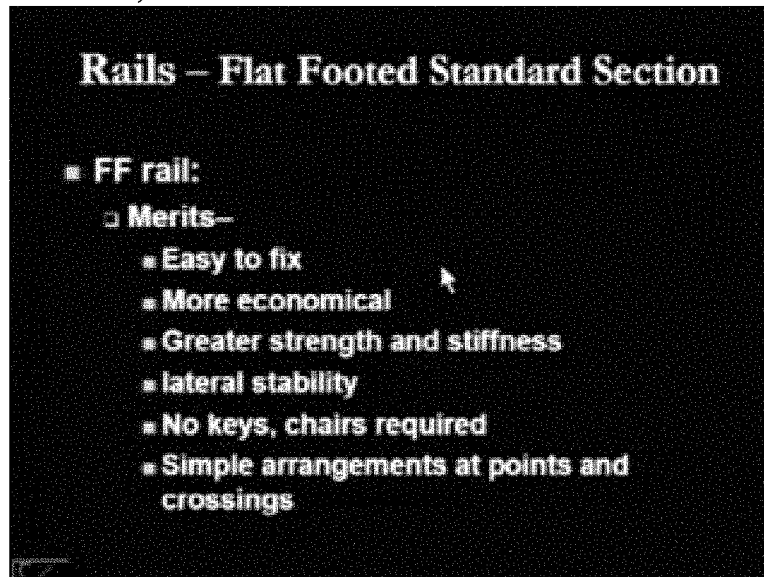 Rails – Flat Footed Standard Section
FF rail:
Merits–
Easy to fix
More economical
Greater strength and stiffness
lateral stability
No keys, chairs required
Simple arrangements at points and
crossings